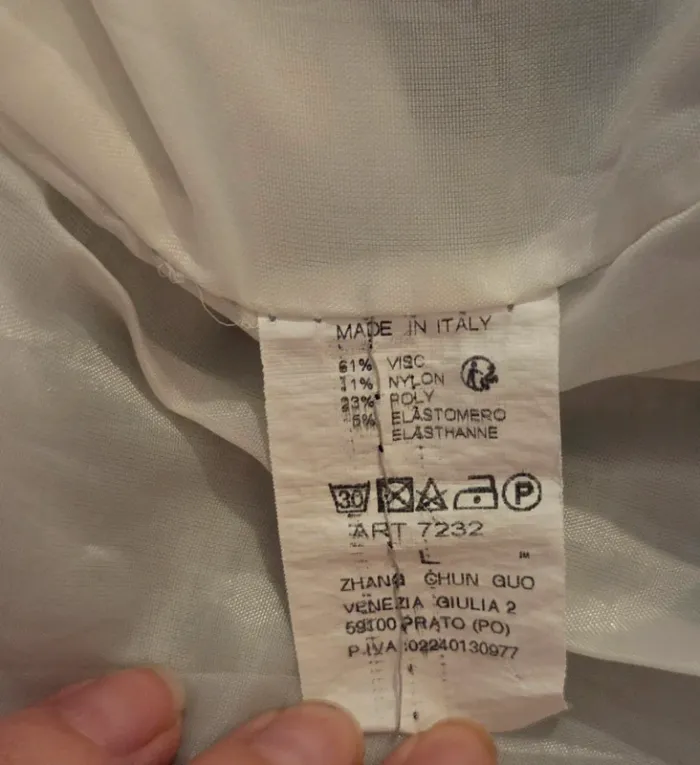 MADE IN ITALY
61% VISC
11% NYLON
23% POLY
5% ELASTOMERO
ELASTHANNE
30 P
ART 7232
L
ZHANG CHUN GUO
VENEZIA GIULIA 2
59100 PRATO (PO)
P.IVA :02240130977